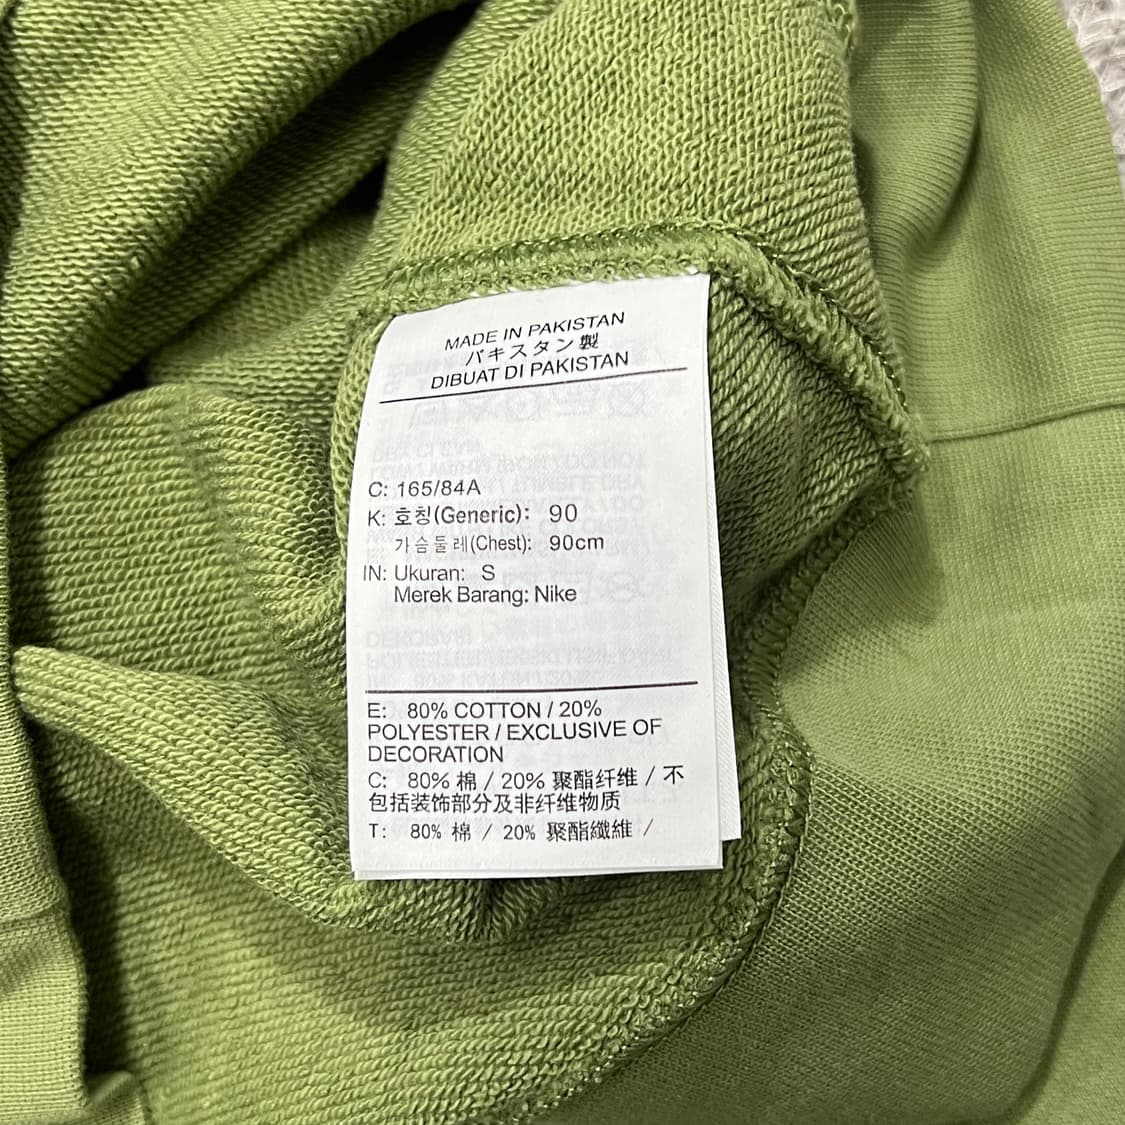 MADE IN PAKISTAN
パキスタン製
DIBUAT DI PAKISTAN
C: 165/84A
K: 호칭(Generic): 90
가슴둘레(Chest): 90cm
IN: Ukuran: S
Merek Barang: Nike
E: 80% COTTON / 20%
POLYESTER / EXCLUSIVE OF
DECORATION
C: 80% 棉 / 20% 聚酯纤维 / 不
包括装饰部分及非纤维物质
T: 80% 棉 / 20% 聚酯纖維 /